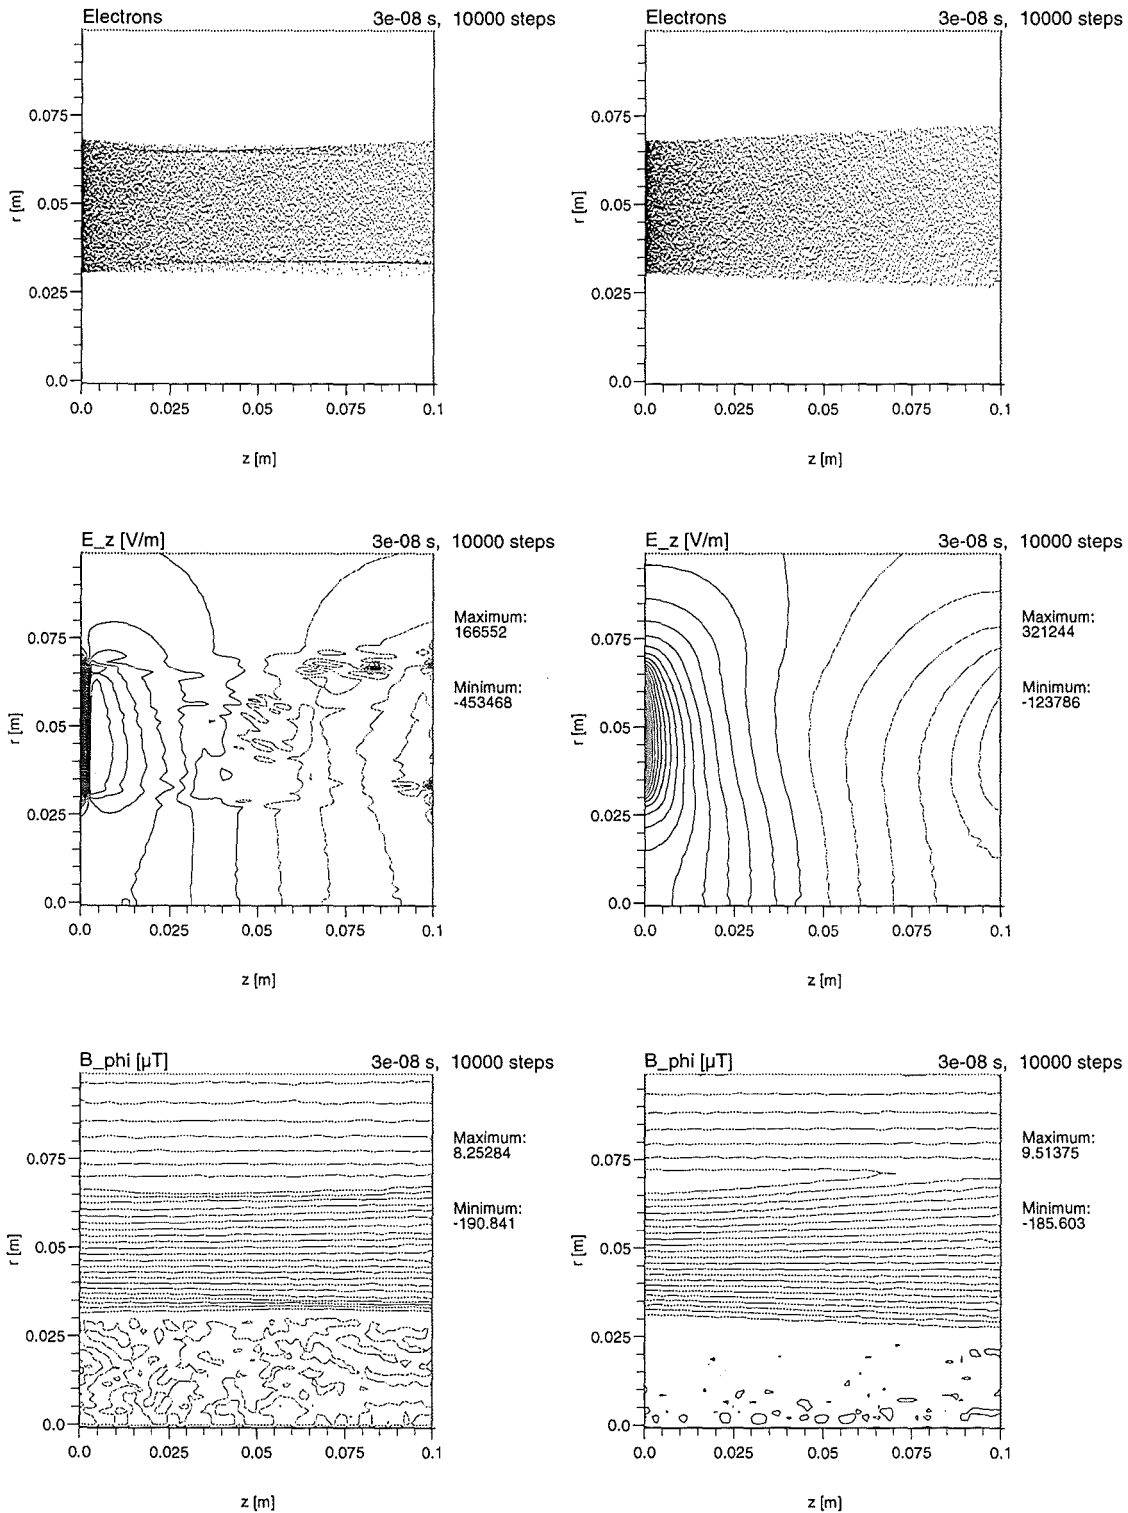 Electrons 3e-08 s, 10000 steps
0.075
r [m]
0.05
0.025
0.0
0.0 0.025 0.05 0.075 0.1
z [m]
Electrons 3e-08 s, 10000 steps
0.075
r [m]
0.05
0.025
0.0
0.0 0.025 0.05 0.075 0.1
z [m]
E_z [V/m] 3e-08 s, 10000 steps
Maximum:
166552
Minimum:
-453468
0.075
r [m]
0.05
0.025
0.0
0.0 0.025 0.05 0.075 0.1
z [m]
E_z [V/m] 3e-08 s, 10000 steps
Maximum:
321244
Minimum:
-123786
0.075
r [m]
0.05
0.025
0.0
0.0 0.025 0.05 0.075 0.1
z [m]
B_phi [µT] 3e-08 s, 10000 steps
Maximum:
8.25284
Minimum:
-190.841
0.075
r [m]
0.05
0.025
0.0
0.0 0.025 0.05 0.075 0.1
z [m]
B_phi [µT] 3e-08 s, 10000 steps
Maximum:
9.51375
Minimum:
-185.603
0.075
r [m]
0.05
0.025
0.0
0.0 0.025 0.05 0.075 0.1
z [m]